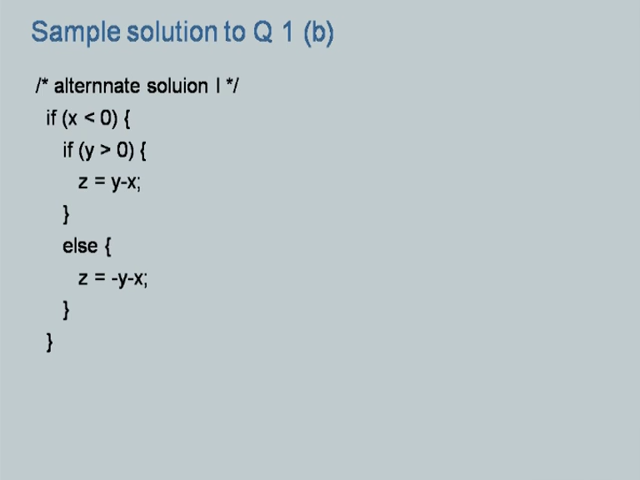 Sample solution to Q 1 (b)
/* alternnate soluion I */
if (x < 0) {
if (y > 0) {
z = y-x;
}
else {
z = -y-x;
}
}